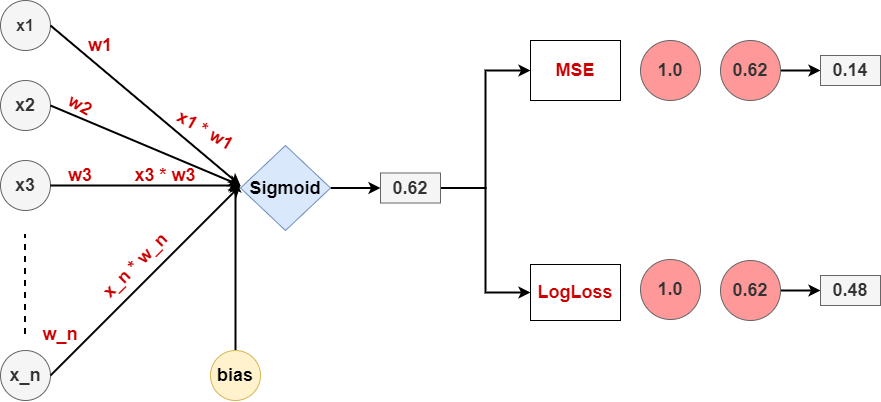 x1
w1
x2
w2
x1 * w1
x3
w3
x3 * w3
Sigmoid
0.62
x_n * w_n
w_n
x_n
bias
MSE
1.0
0.62
0.14
LogLoss
1.0
0.62
0.48